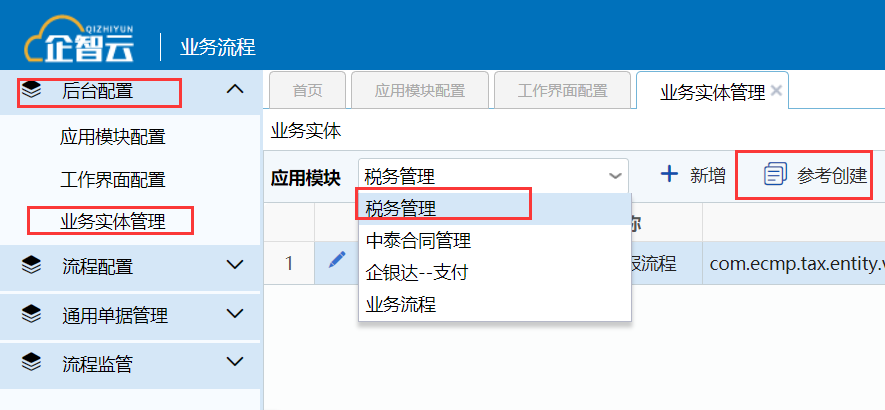 QIZHIYUN
企智云
业务流程
后台配置
应用模块配置
工作界面配置
业务实体管理
流程配置
通用单据管理
流程监管
首页
应用模块配置
工作界面配置
业务实体管理
业务实体
应用模块
税务管理
新增
参考创建
税务管理
中泰合同管理
企银达--支付
业务流程
称
1
报流程
com.ecmp.tax.entity.v